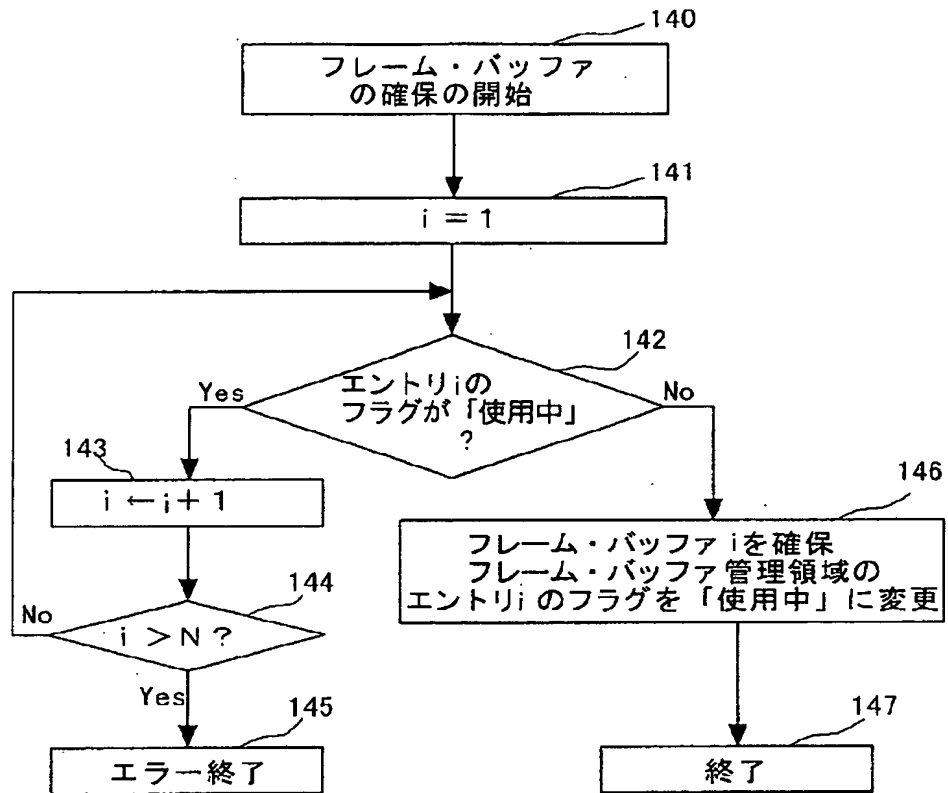 140
フレーム・バッファ
の確保の開始
141
i = 1
142
エントリiの
フラグが「使用中」
?
Yes
No
143
i ← i + 1
146
フレーム・バッファ iを確保
フレーム・バッファ管理領域の
エントリi のフラグを「使用中」に変更
144
i > N ?
No
Yes
145
エラー終了
147
終了